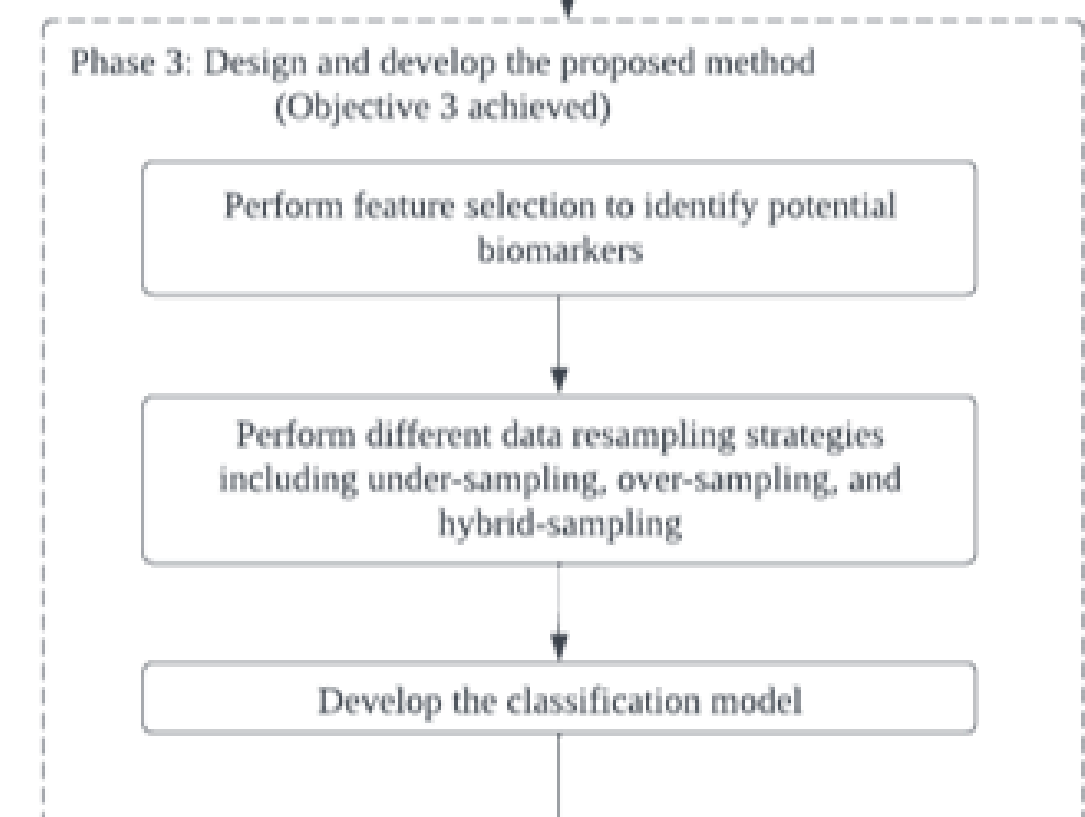 Phase 3: Design and develop the proposed method
(Objective 3 achieved)
Perform feature selection to identify potential
biomarkers
Perform different data resampling strategies
including under-sampling, over-sampling, and
hybrid-sampling
Develop the classification model